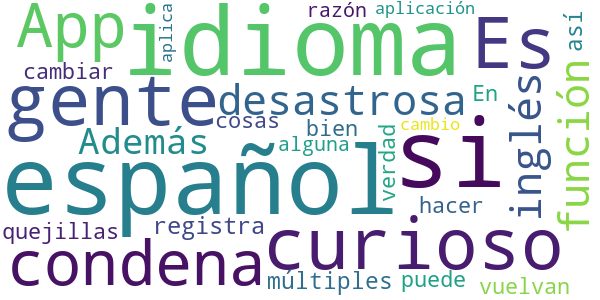 App idioma Es razón aplicación
aplica así
cambiar
gente desastrosa inglés función
cosas bien En
Además alguna cambio
español si verdad
hacer
quejillas registra curioso
condena múltiples puede vuelvan